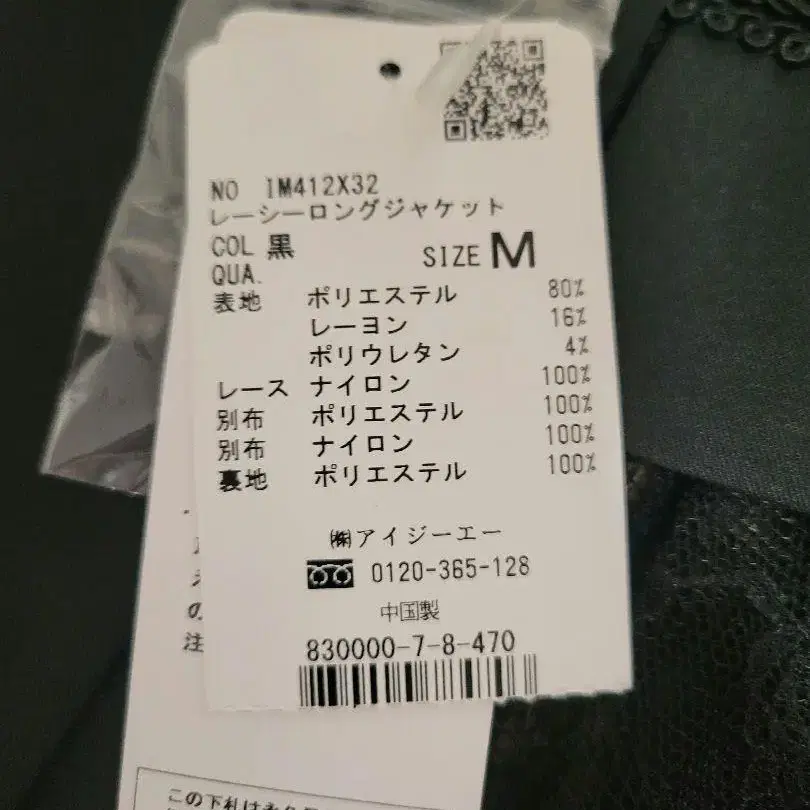 NO IM412X32
レーシーロングジャケット
COL 黒 SIZE M
QUA.
表地 ポリエステル 80%
レーヨン 16%
ポリウレタン 4%
レース ナイロン 100%
別布 ポリエステル 100%
別布 ナイロン 100%
裏地 ポリエステル 100%
㈱アイジーエー
0120-365-128
中国製
830000-7-8-470
の
注
この下札は